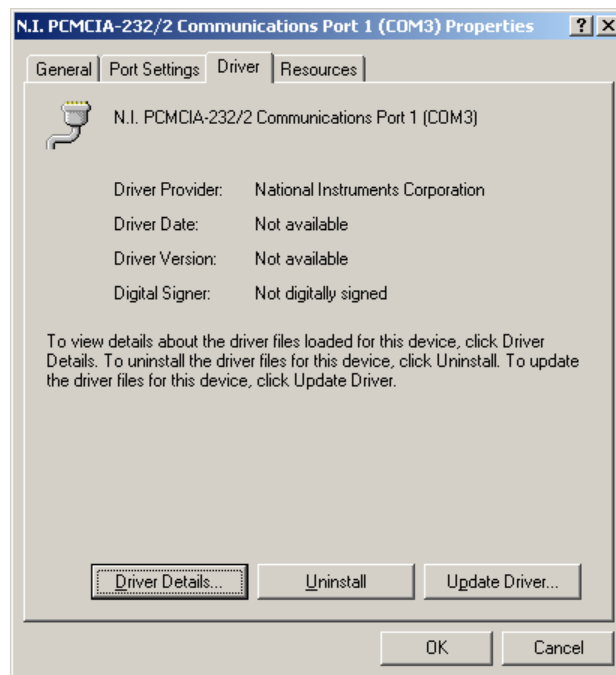 N.I. PCMCIA-232/2 Communications Port 1 (COM3) Properties
General Port Settings Driver Resources
N.I. PCMCIA-232/2 Communications Port 1 (COM3)
Driver Provider: National Instruments Corporation
Driver Date: Not available
Driver Version: Not available
Digital Signer: Not digitally signed
To view details about the driver files loaded for this device, click Driver
Details. To uninstall the driver files for this device, click Uninstall. To update
the driver files for this device, click Update Driver.
Driver Details... Uninstall Update Driver...
OK Cancel